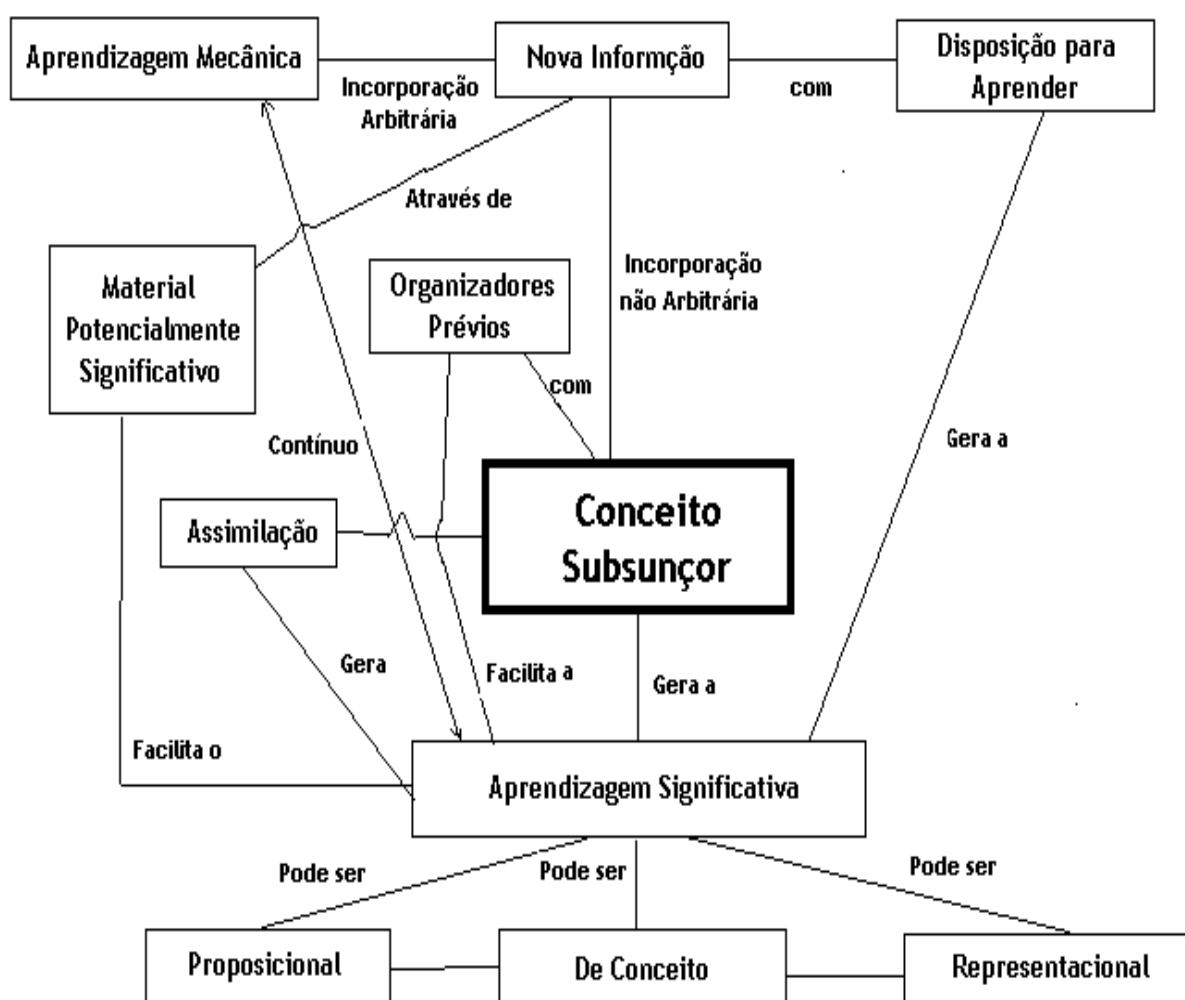 Aprendizagem Mecânica
Nova Informção
Disposição para
Aprender
Incorporação
Arbitrária
com
Através de
Material
Potencialmente
Significativo
Organizadores
Prévios
Incorporação
não Arbitrária
com
Contínuo
Gera a
Assimilação
Conceito
Subsunçor
Gera
Facilita a
Gera a
Facilita o
Aprendizagem Significativa
Pode ser
Pode ser
Pode ser
Proposicional
De Conceito
Representacional